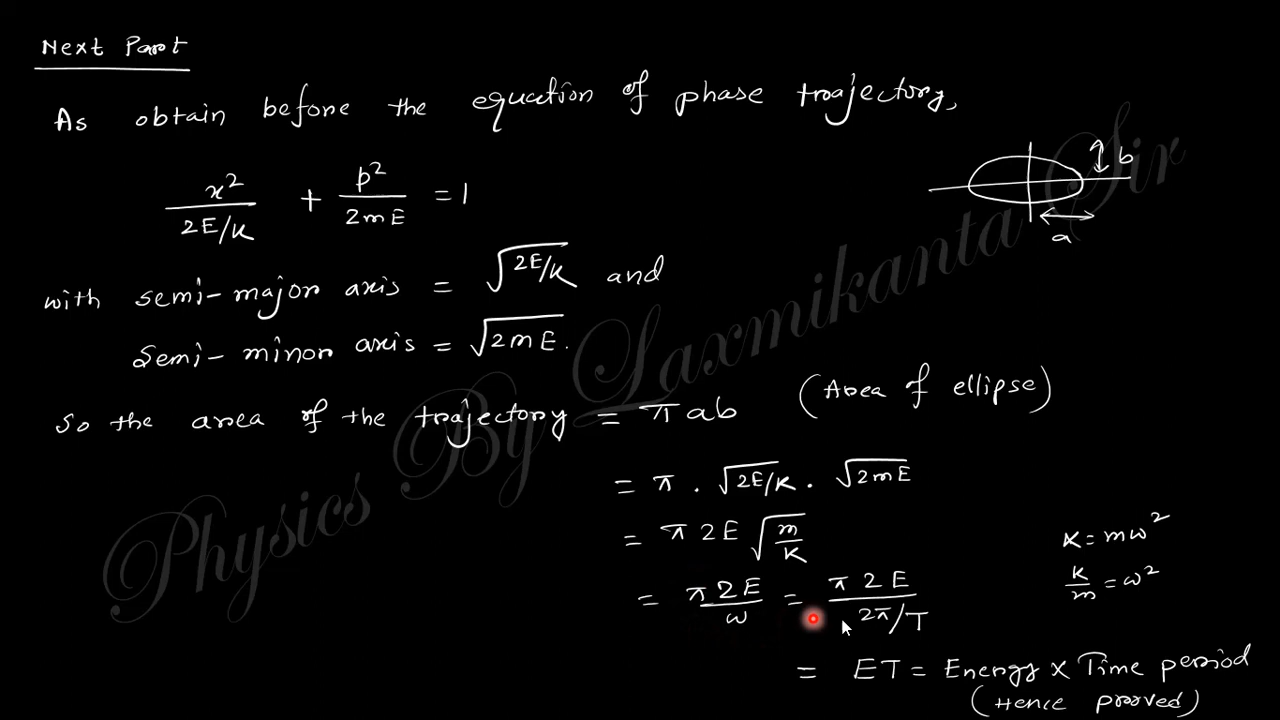 Next Part
As obtain before the equation of phase trajectory,
x²/(2E/K) + p²/(2mE) = 1
b
a
with semi-major axis = √(2E/K) and
Semi-minor axis = √(2mE).
So the area of the trajectory = πab (Area of ellipse)
= π . √(2E/K) . √(2mE)
= π 2E √(m/K)
K = mω²
= π2E/ω = π2E/(2π/T)
k/m = ω²
= ET = Energy × Time period
(Hence proved)
Physics By Laxmikanta Sir